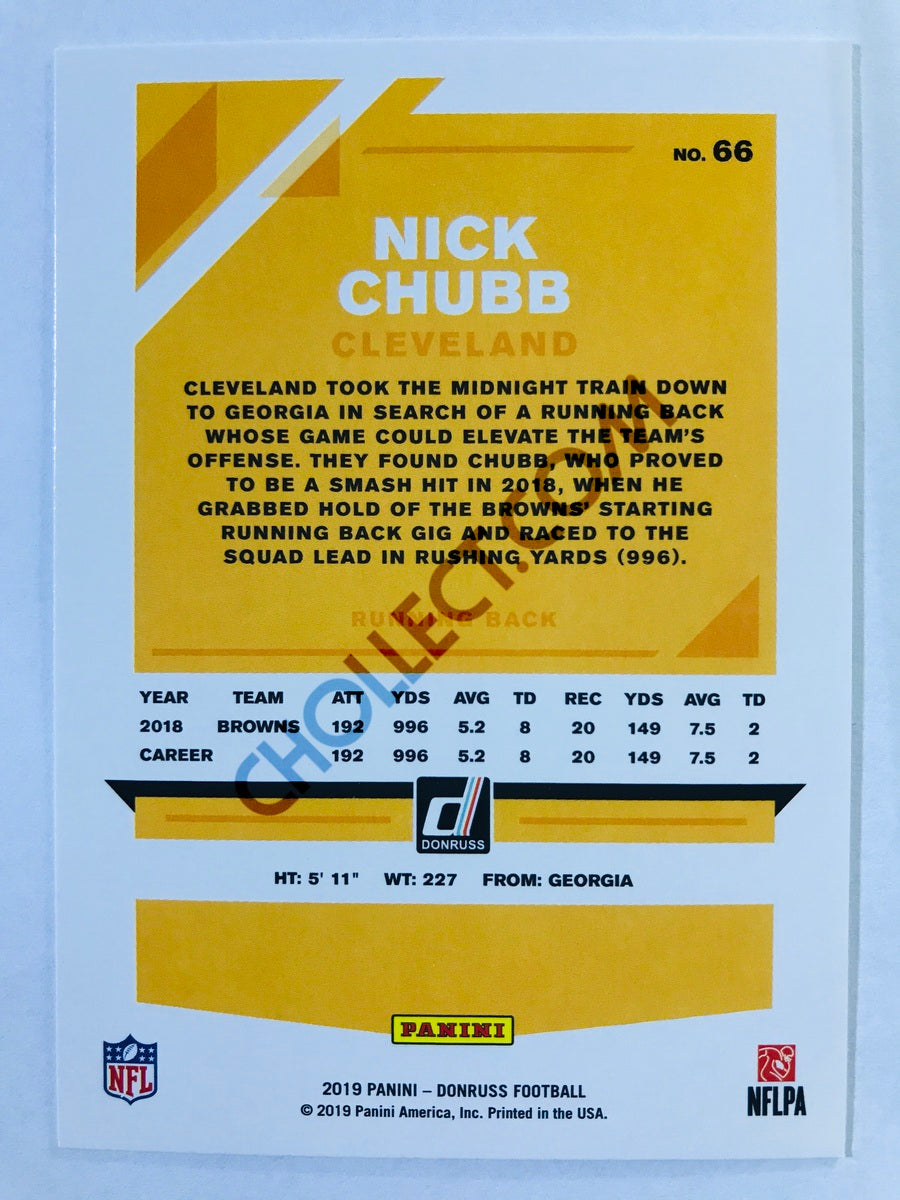 NO. 66
NICK
CHUBB
CLEVELAND
CLEVELAND TOOK THE MIDNIGHT TRAIN DOWN
TO GEORGIA IN SEARCH OF A RUNNING BACK
WHOSE GAME COULD ELEVATE THE TEAM'S
OFFENSE. THEY FOUND CHUBB, WHO PROVED
TO BE A SMASH HIT IN 2018, WHEN HE
GRABBED HOLD OF THE BROWNS' STARTING
RUNNING BACK GIG AND RACED TO THE
SQUAD LEAD IN RUSHING YARDS (996).
RUNNING BACK
CHOLLECT.COM
YEAR TEAM ATT YDS AVG TD REC YDS AVG TD
2018 BROWNS 192 996 5.2 8 20 149 7.5 2
CAREER 192 996 5.2 8 20 149 7.5 2
d
DONRUSS
HT: 5' 11" WT: 227 FROM: GEORGIA
PANINI
NFL
2019 PANINI – DONRUSS FOOTBALL
© 2019 Panini America, Inc. Printed in the USA.
NFLPA